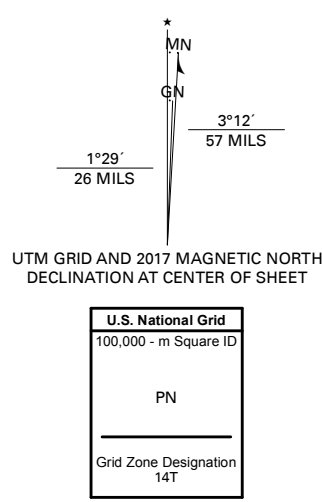 MN
GN
3°12´
57 MILS
1°29´
26 MILS
UTM GRID AND 2017 MAGNETIC NORTH
DECLINATION AT CENTER OF SHEET
U.S. National Grid
100,000 - m Square ID
PN
Grid Zone Designation
14T